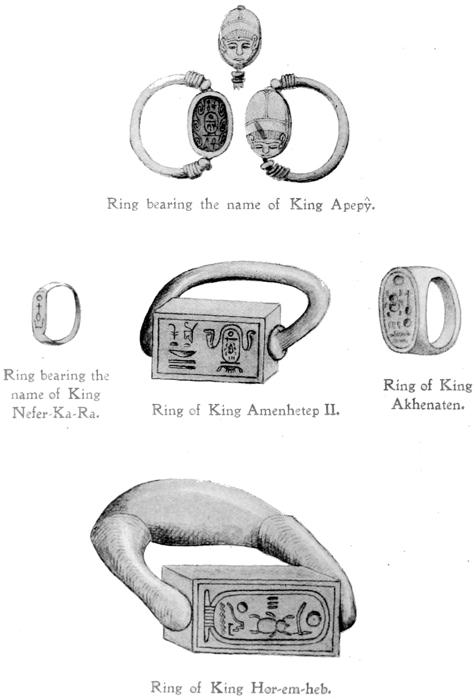 Ring bearing the name of King Apepŷ.
Ring bearing the
name of King
Nefer-Ka-Ra.
Ring of King Amenhetep II.
Ring of King
Akhenaten.
Ring of King Hor-em-heb.